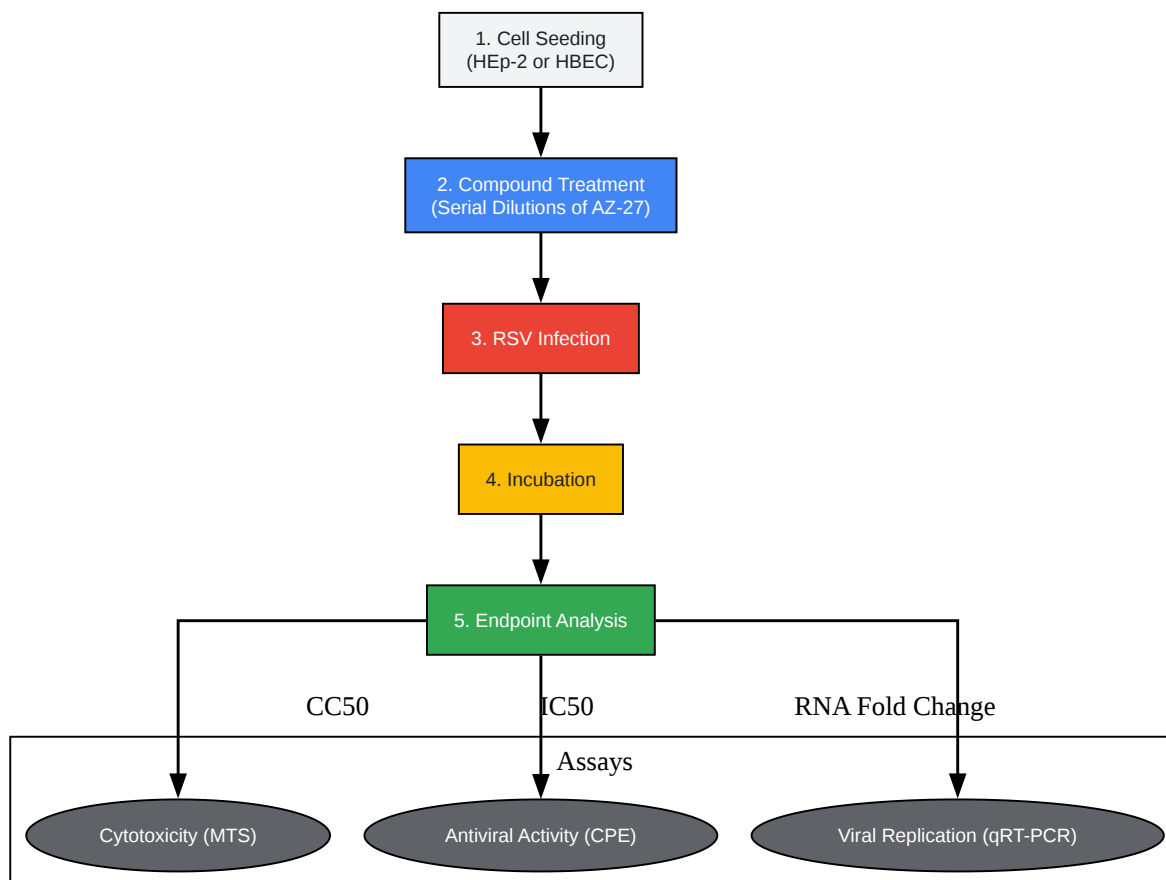 1. Cell Seeding
(HEp-2 or HBEC)
2. Compound Treatment
(Serial Dilutions of AZ-27)
3. RSV Infection
4. Incubation
5. Endpoint Analysis
CC50
IC50
RNA Fold Change
Assays
Cytotoxicity (MTS)
Antiviral Activity (CPE)
Viral Replication (qRT-PCR)